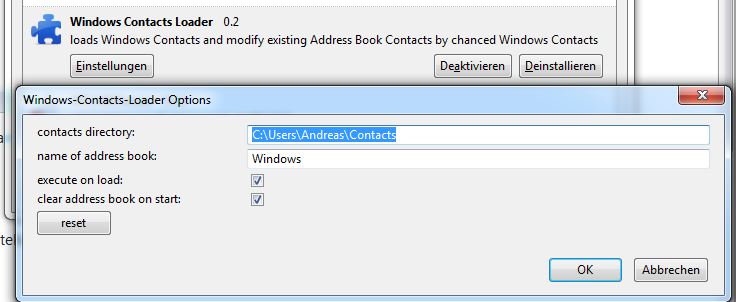 Windows Contacts Loader 0.2
loads Windows Contacts and modify existing Address Book Contacts by chanced Windows Contacts
Einstellungen Deaktivieren Deinstallieren
Windows-Contacts-Loader Options
contacts directory: C:\Users\Andreas\Contacts
name of address book: Windows
execute on load:
clear address book on start:
reset
OK Abbrechen